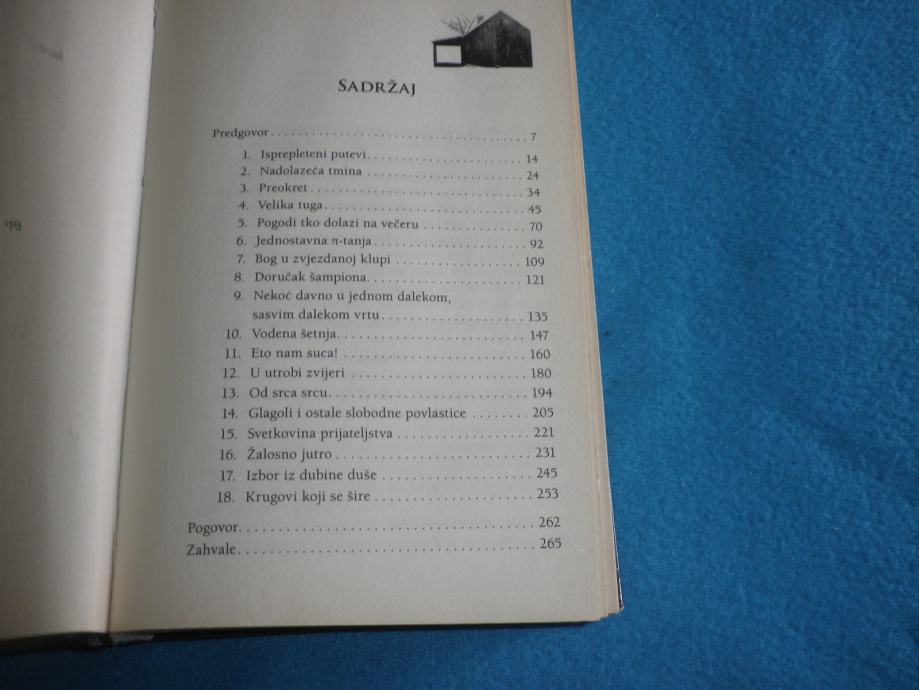 SADRŽAJ
Predgovor. . . . . . . . . . . . . . . . . . . . . . . . . . . . . . . . . . . 7
1. Isprepleteni putevi. . . . . . . . . . . . . . . . . . . . . 14
2. Nadolazeća tmina . . . . . . . . . . . . . . . . . . . . . 24
3. Preokret . . . . . . . . . . . . . . . . . . . . . . . . . . . . 34
4. Velika tuga. . . . . . . . . . . . . . . . . . . . . . . . . . 45
5. Pogodi tko dolazi na večeru . . . . . . . . . . . . . . 70
6. Jednostavna π-tanja . . . . . . . . . . . . . . . . . . . . 92
7. Bog u zvjezdanoj klupi . . . . . . . . . . . . . . . . . 109
8. Doručak šampiona. . . . . . . . . . . . . . . . . . . . 121
9. Nekoć davno u jednom dalekom,
sasvim dalekom vrtu . . . . . . . . . . . . . . . . . . . 135
10. Vodena šetnja. . . . . . . . . . . . . . . . . . . . . . . . 147
11. Eto nam suca! . . . . . . . . . . . . . . . . . . . . . . . 160
12. U utrobi zvijeri . . . . . . . . . . . . . . . . . . . . . . 180
13. Od srca srcu. . . . . . . . . . . . . . . . . . . . . . . . . 194
14. Glagoli i ostale slobodne povlastice . . . . . . . . 205
15. Svetkovina prijateljstva . . . . . . . . . . . . . . . . . 221
16. Žalosno jutro . . . . . . . . . . . . . . . . . . . . . . . . 231
17. Izbor iz dubine duše . . . . . . . . . . . . . . . . . . . 245
18. Krugovi koji se šire . . . . . . . . . . . . . . . . . . . . 253
Pogovor. . . . . . . . . . . . . . . . . . . . . . . . . . . . . . . . . . 262
Zahvale. . . . . . . . . . . . . . . . . . . . . . . . . . . . . . . . . . 265